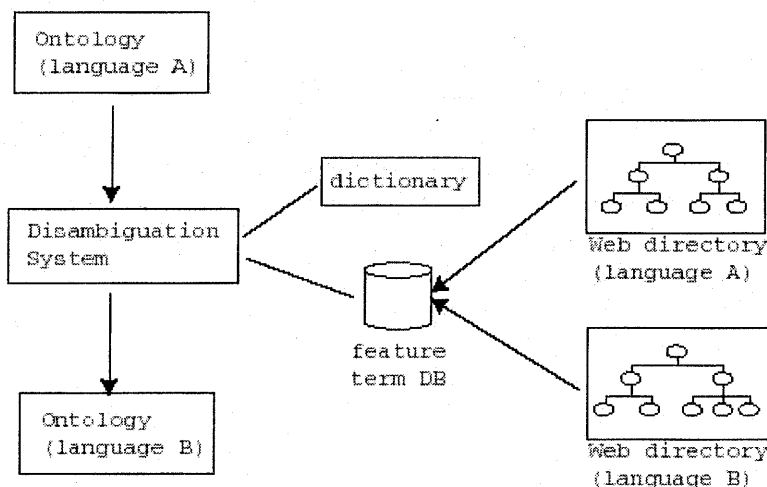 Ontology
(language A)
dictionary
Disambiguation
System
Web directory
(language A)
feature
term DB
Ontology
(language B)
Web directory
(language B)